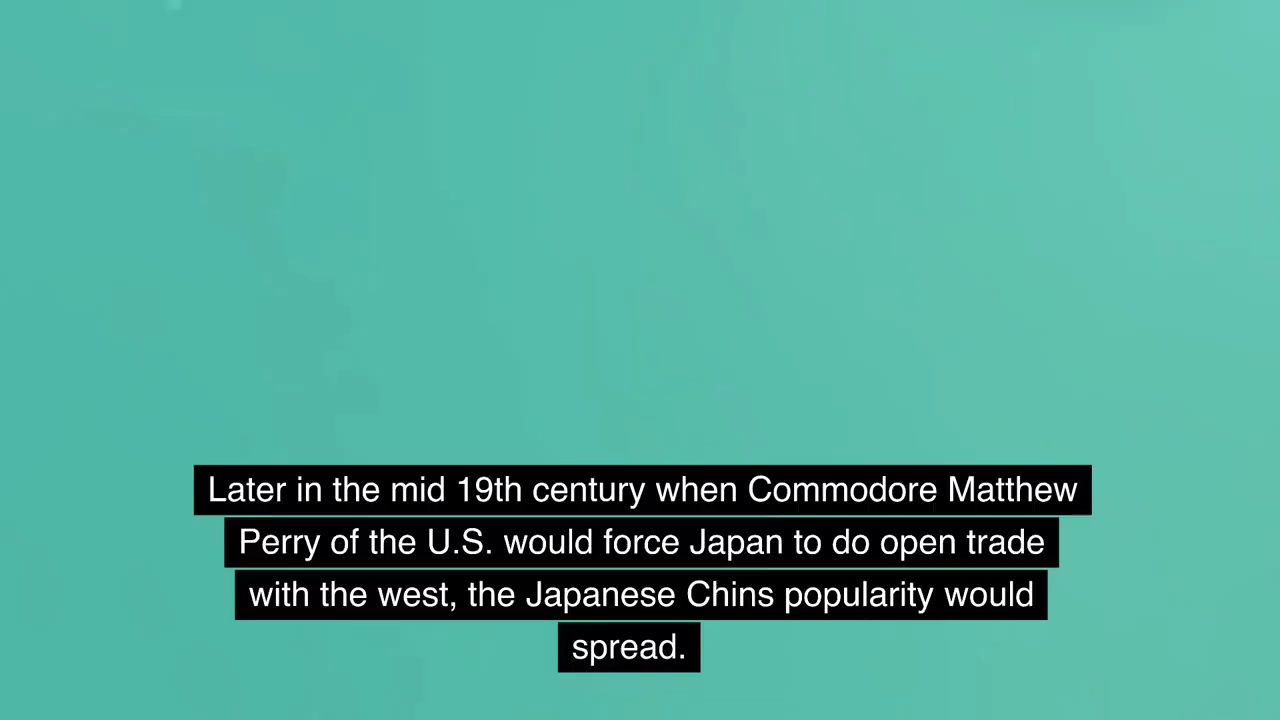 Later in the mid 19th century when Commodore Matthew
Perry of the U.S. would force Japan to do open trade
with the west, the Japanese Chins popularity would
spread.